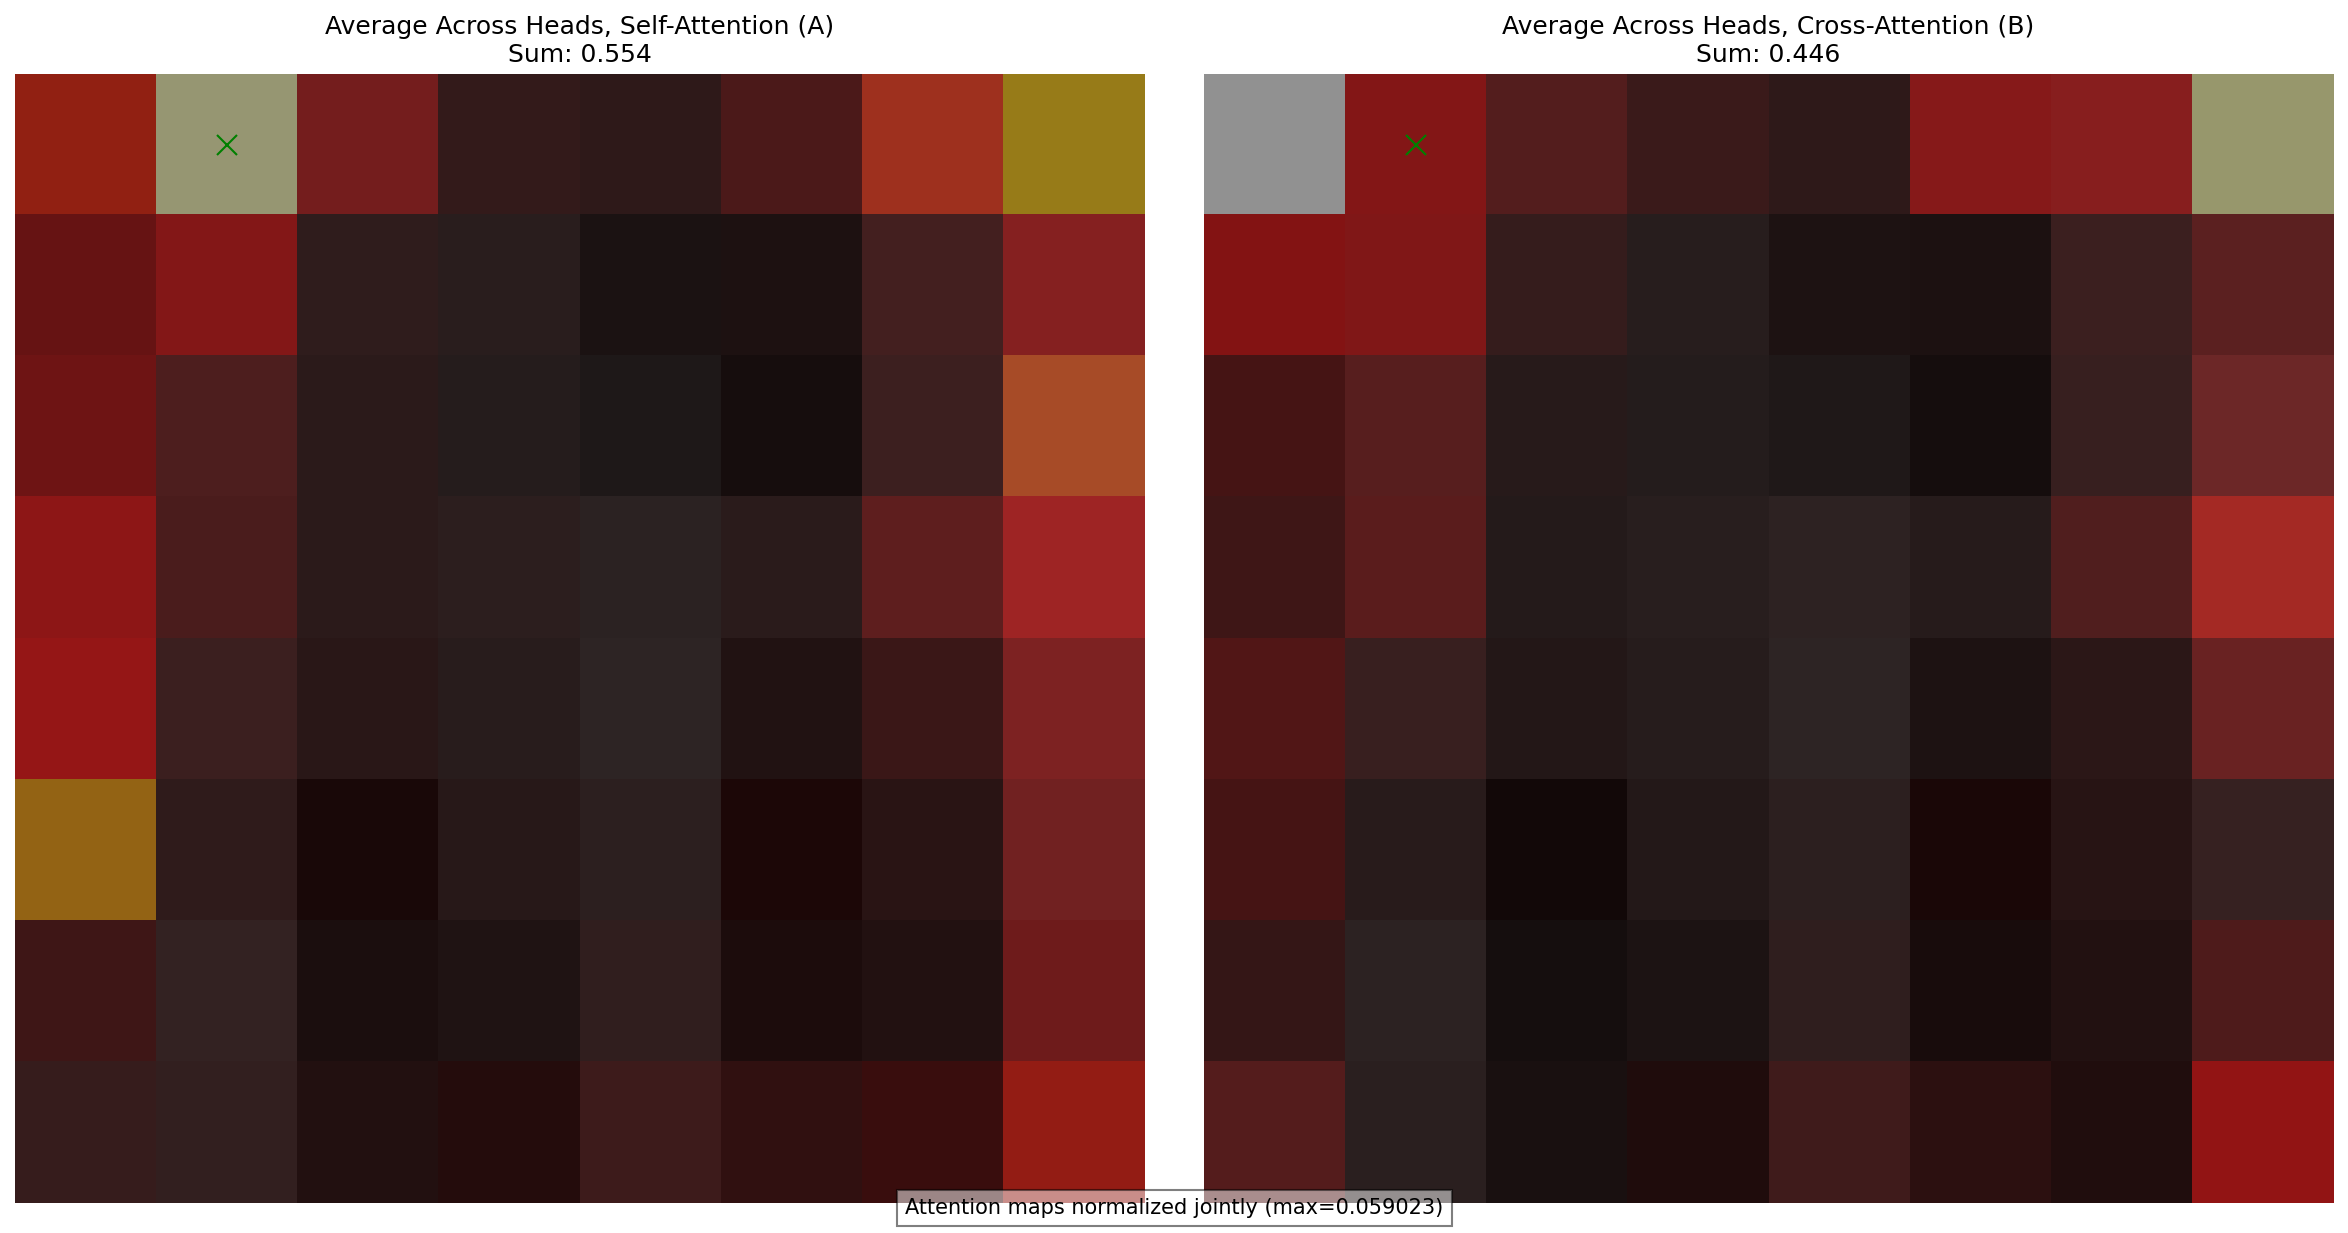 Average Across Heads, Self-Attention (A)
Sum: 0.554
Average Across Heads, Cross-Attention (B)
Sum: 0.446
Attention maps normalized jointly (max=0.059023)